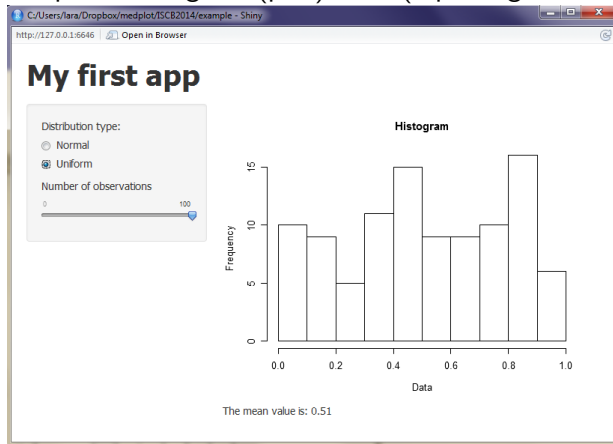 C:/Users/lara/Dropbox/medplot/ISCB2014/example - Shiny
http://127.0.0.1:6646 Open in Browser
My first app
Distribution type:
Normal
Uniform
Number of observations
0 100
Histogram
Frequency
15
10
5
0
0.0 0.2 0.4 0.6 0.8 1.0
Data
The mean value is: 0.51